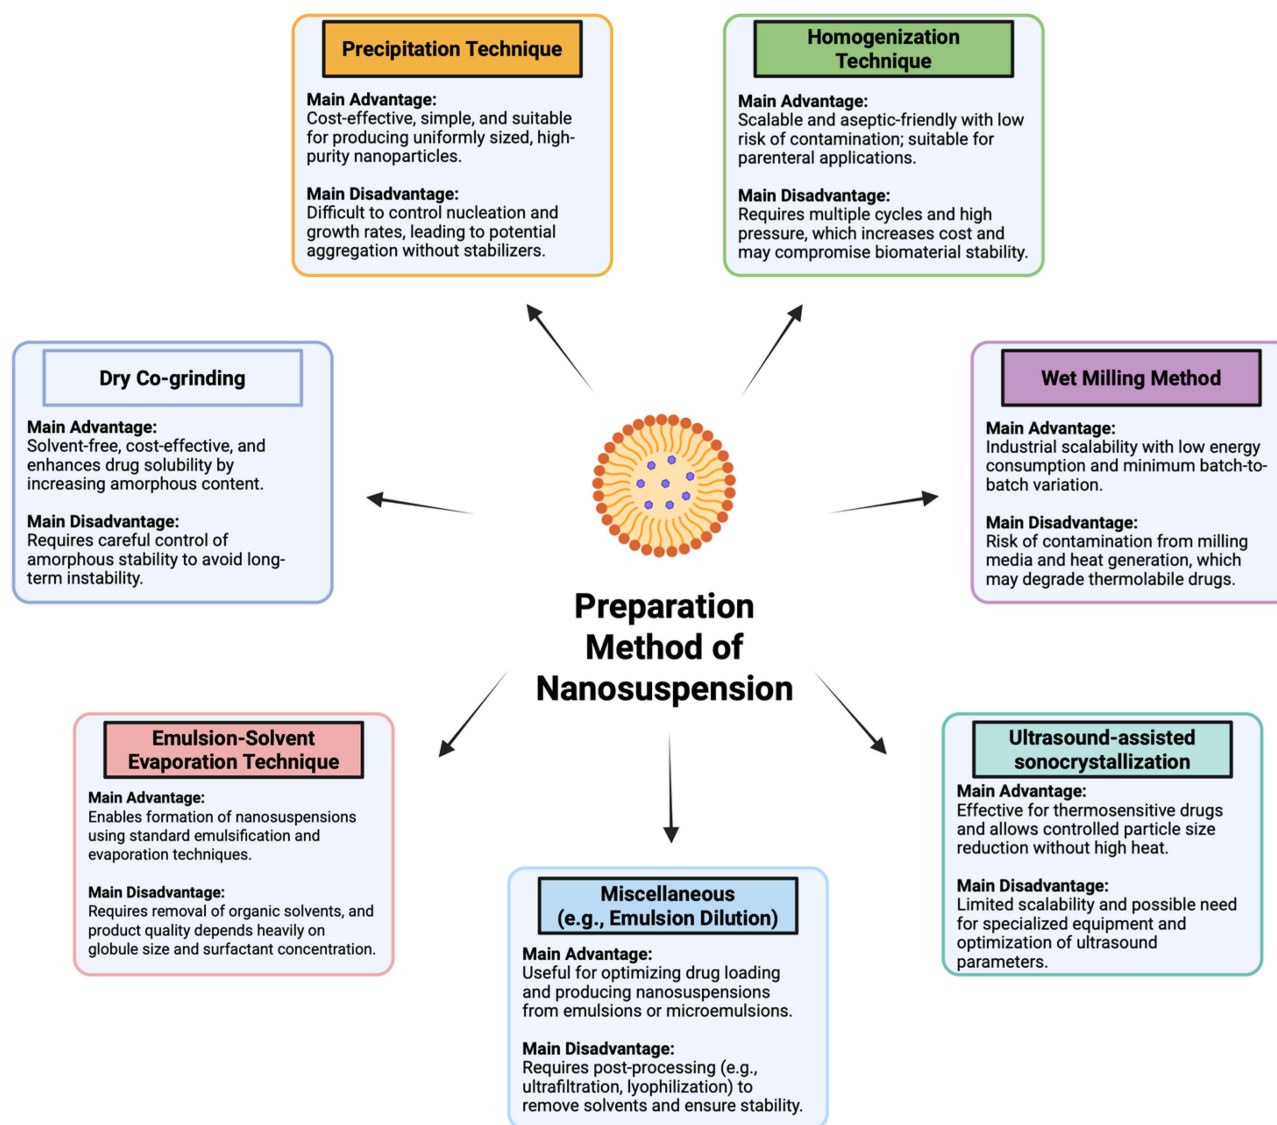 Precipitation Technique
Main Advantage:
Cost-effective, simple, and suitable
for producing uniformly sized, high-
purity nanoparticles.
Main Disadvantage:
Difficult to control nucleation and
growth rates, leading to potential
aggregation without stabilizers.
Homogenization
Technique
Main Advantage:
Scalable and aseptic-friendly with low
risk of contamination; suitable for
parenteral applications.
Main Disadvantage:
Requires multiple cycles and high
pressure, which increases cost and
may compromise biomaterial stability.
Dry Co-grinding
Main Advantage:
Solvent-free, cost-effective, and
enhances drug solubility by
increasing amorphous content.
Main Disadvantage:
Requires careful control of
amorphous stability to avoid long-
term instability.
Wet Milling Method
Main Advantage:
Industrial scalability with low energy
consumption and minimum batch-to-
batch variation.
Main Disadvantage:
Risk of contamination from milling
media and heat generation, which
may degrade thermolabile drugs.
Preparation
Method of
Nanosuspension
Emulsion-Solvent
Evaporation Technique
Main Advantage:
Enables formation of nanosuspensions
using standard emulsification and
evaporation techniques.
Main Disadvantage:
Requires removal of organic solvents, and
product quality depends heavily on
globule size and surfactant concentration.
Ultrasound-assisted
sonocrystallization
Main Advantage:
Effective for thermosensitive drugs
and allows controlled particle size
reduction without high heat.
Main Disadvantage:
Limited scalability and possible need
for specialized equipment and
optimization of ultrasound
parameters.
Miscellaneous
(e.g., Emulsion Dilution)
Main Advantage:
Useful for optimizing drug loading
and producing nanosuspensions
from emulsions or microemulsions.
Main Disadvantage:
Requires post-processing (e.g.,
ultrafiltration, lyophilization) to
remove solvents and ensure stability.